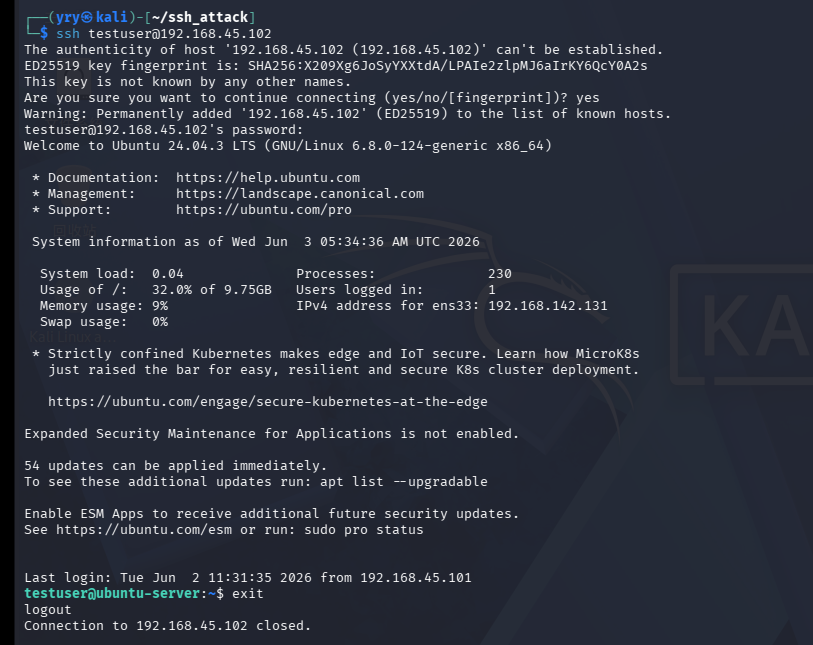 ┌──(yry㉿kali)-[~/ssh_attack]
└─$ ssh testuser@192.168.45.102
The authenticity of host '192.168.45.102 (192.168.45.102)' can't be established.
ED25519 key fingerprint is: SHA256:X209Xg6JoSyYXXtdA/LPAIe2zlpMJ6aIrKY6QcY0A2s
This key is not known by any other names.
Are you sure you want to continue connecting (yes/no/[fingerprint])? yes
Warning: Permanently added '192.168.45.102' (ED25519) to the list of known hosts.
testuser@192.168.45.102's password:
Welcome to Ubuntu 24.04.3 LTS (GNU/Linux 6.8.0-124-generic x86_64)

 * Documentation:  https://help.ubuntu.com
 * Management:     https://landscape.canonical.com
 * Support:        https://ubuntu.com/pro

 System information as of Wed Jun  3 05:34:36 AM UTC 2026

  System load:  0.04              Processes:              230
  Usage of /:   32.0% of 9.75GB   Users logged in:        1
  Memory usage: 9%                IPv4 address for ens33: 192.168.142.131
  Swap usage:   0%

 * Strictly confined Kubernetes makes edge and IoT secure. Learn how MicroK8s
   just raised the bar for easy, resilient and secure K8s cluster deployment.

   https://ubuntu.com/engage/secure-kubernetes-at-the-edge

Expanded Security Maintenance for Applications is not enabled.

54 updates can be applied immediately.
To see these additional updates run: apt list --upgradable

Enable ESM Apps to receive additional future security updates.
See https://ubuntu.com/esm or run: sudo pro status


Last login: Tue Jun  2 11:31:35 2026 from 192.168.45.101
testuser@ubuntu-server:~$ exit
logout
Connection to 192.168.45.102 closed.
KA